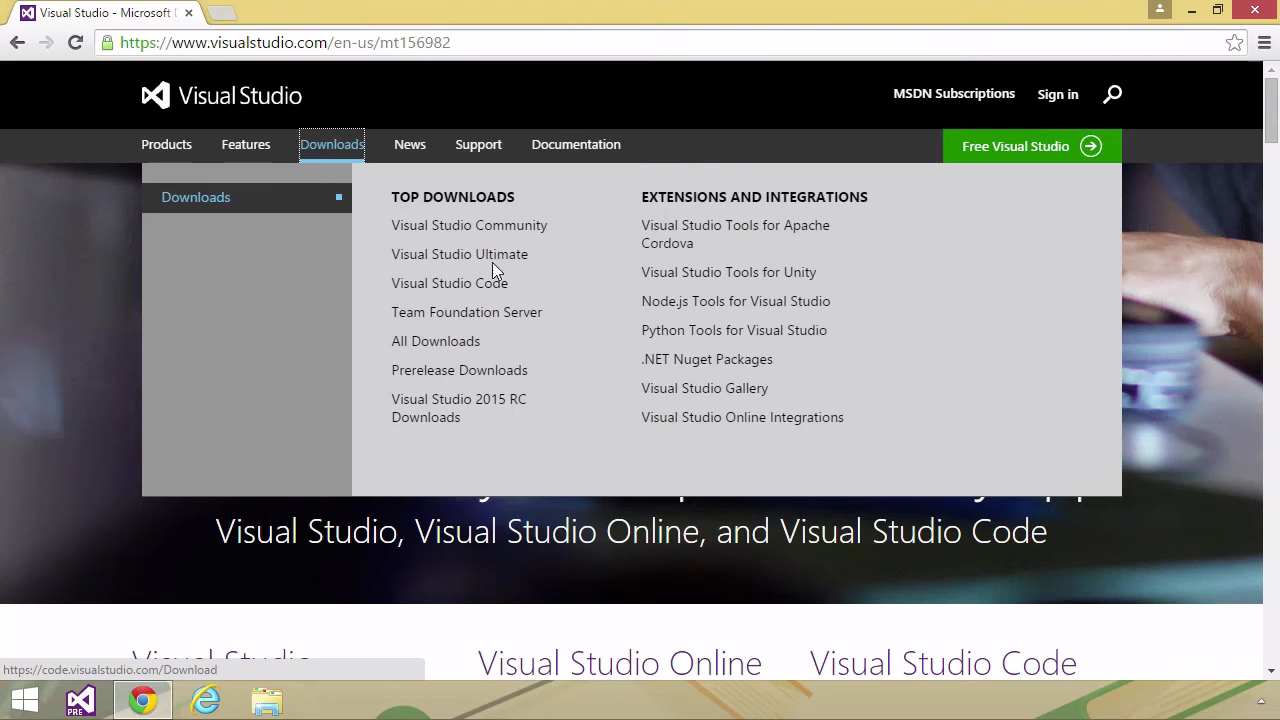 Visual Studio - Microsoft
https://www.visualstudio.com/en-us/mt156982
Visual Studio
MSDN Subscriptions
Sign in
Products
Features
Downloads
News
Support
Documentation
Free Visual Studio
Downloads
TOP DOWNLOADS
Visual Studio Community
Visual Studio Ultimate
Visual Studio Code
Team Foundation Server
All Downloads
Prerelease Downloads
Visual Studio 2015 RC
Downloads
EXTENSIONS AND INTEGRATIONS
Visual Studio Tools for Apache
Cordova
Visual Studio Tools for Unity
Node.js Tools for Visual Studio
Python Tools for Visual Studio
.NET Nuget Packages
Visual Studio Gallery
Visual Studio Online Integrations
Visual Studio, Visual Studio Online, and Visual Studio Code
Visual Studio
Visual Studio Online
Visual Studio Code
https://code.visualstudio.com/Download
PRE